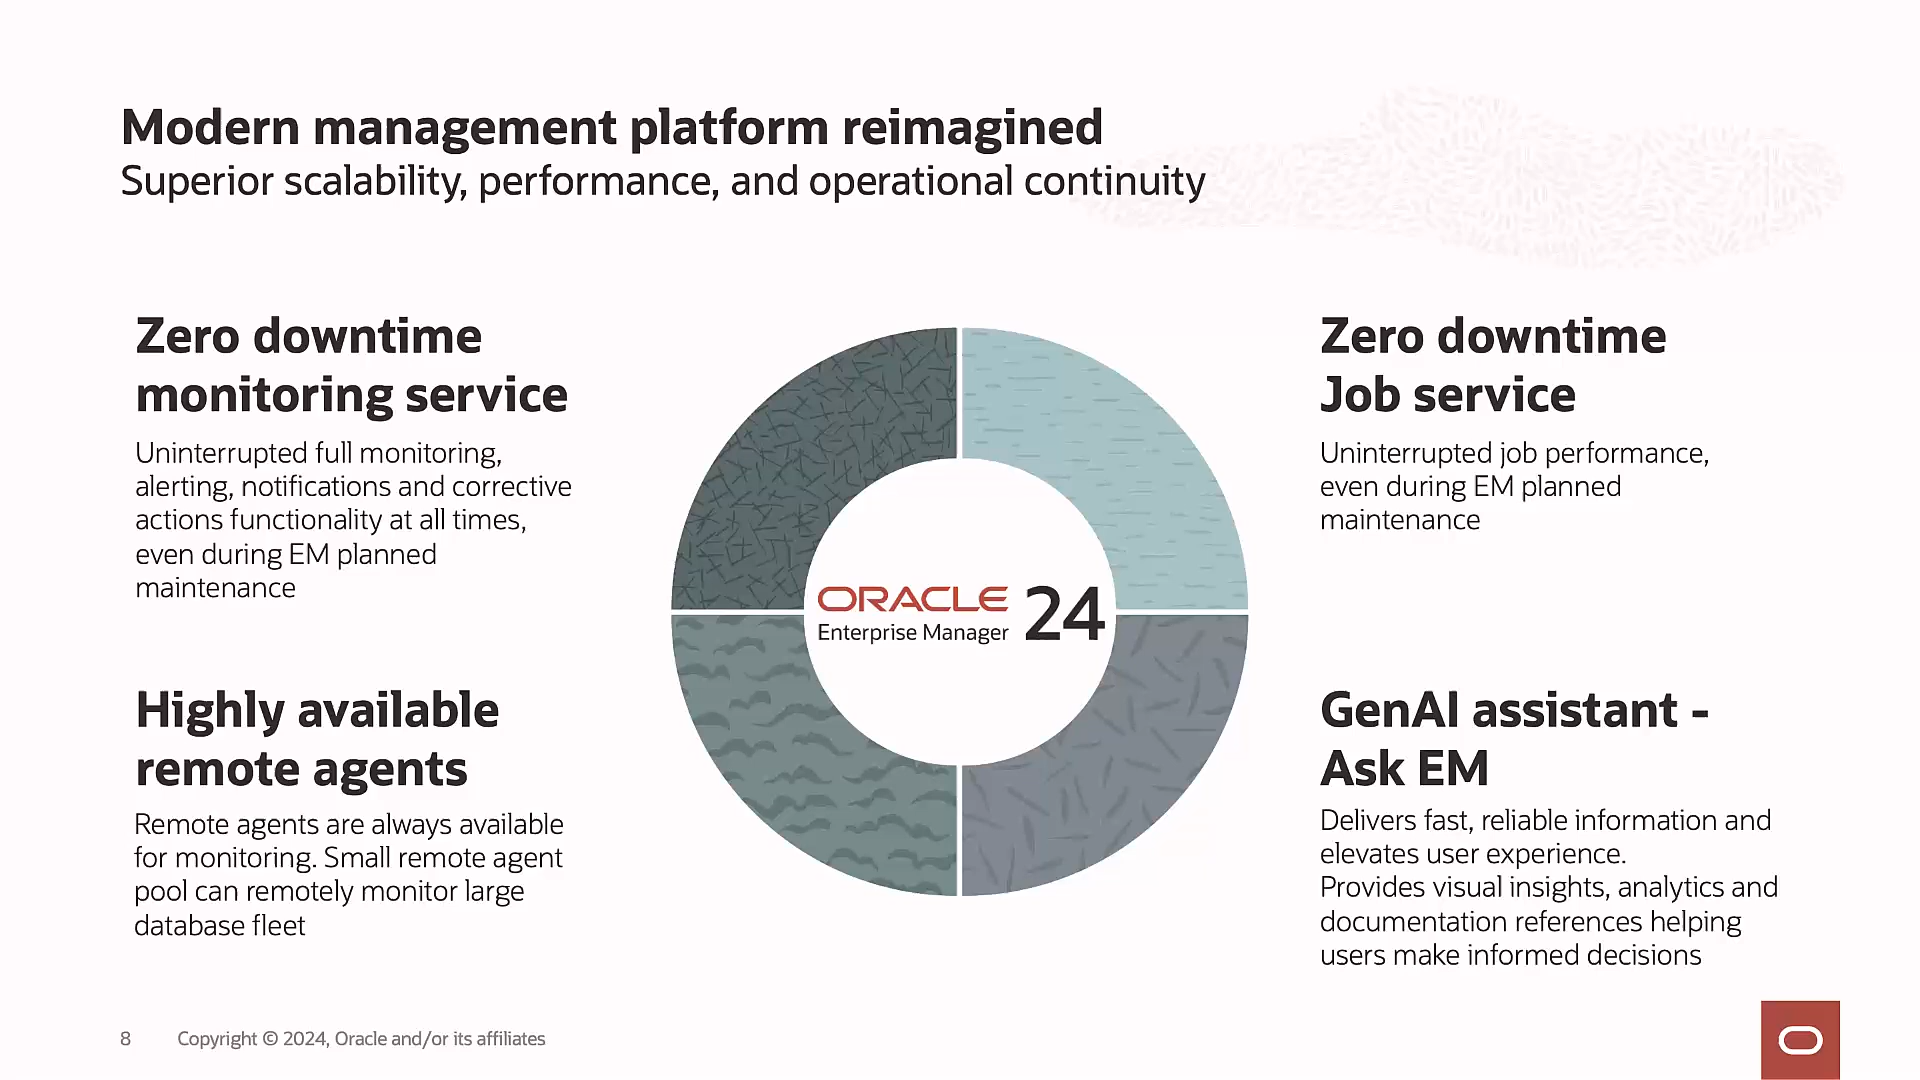 Modern management platform reimagined
Superior scalability, performance, and operational continuity
Zero downtime
monitoring service
Uninterrupted full monitoring,
alerting, notifications and corrective
actions functionality at all times,
even during EM planned
maintenance
Zero downtime
Job service
Uninterrupted job performance,
even during EM planned
maintenance
ORACLE
Enterprise Manager 24
Highly available
remote agents
Remote agents are always available
for monitoring. Small remote agent
pool can remotely monitor large
database fleet
GenAI assistant -
Ask EM
Delivers fast, reliable information and
elevates user experience.
Provides visual insights, analytics and
documentation references helping
users make informed decisions
8 Copyright © 2024, Oracle and/or its affiliates